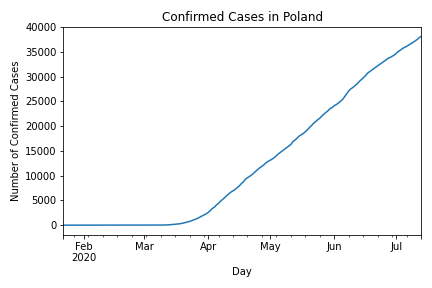 Confirmed Cases in Poland
40000
35000
30000
25000
20000
15000
10000
5000
0
Number of Confirmed Cases
Feb
2020
Mar
Apr
May
Jun
Jul
Day